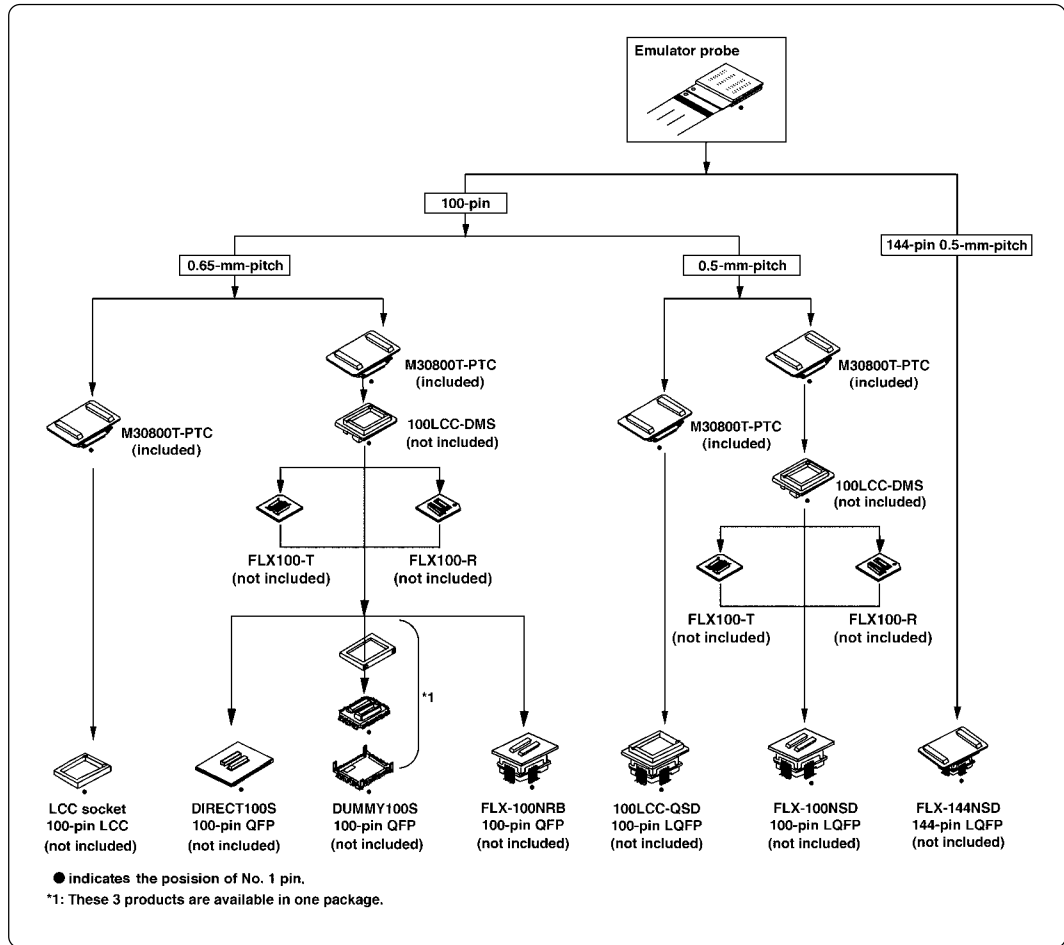 Emulator probe
100-pin
0.65-mm-pitch
0.5-mm-pitch
144-pin 0.5-mm-pitch
M30800T-PTC
(included)
M30800T-PTC
(included)
100LCC-DMS
(not included)
FLX100-T
(not included)
FLX100-R
(not included)
M30800T-PTC
(included)
M30800T-PTC
(included)
100LCC-DMS
(not included)
FLX100-T
(not included)
FLX100-R
(not included)
*1
LCC socket
100-pin LCC
(not included)
DIRECT100S
100-pin QFP
(not included)
DUMMY100S
100-pin QFP
(not included)
FLX-100NRB
100-pin QFP
(not included)
100LCC-QSD
100-pin LQFP
(not included)
FLX-100NSD
100-pin LQFP
(not included)
FLX-144NSD
144-pin LQFP
(not included)
● indicates the posision of No. 1 pin.
*1: These 3 products are available in one package.